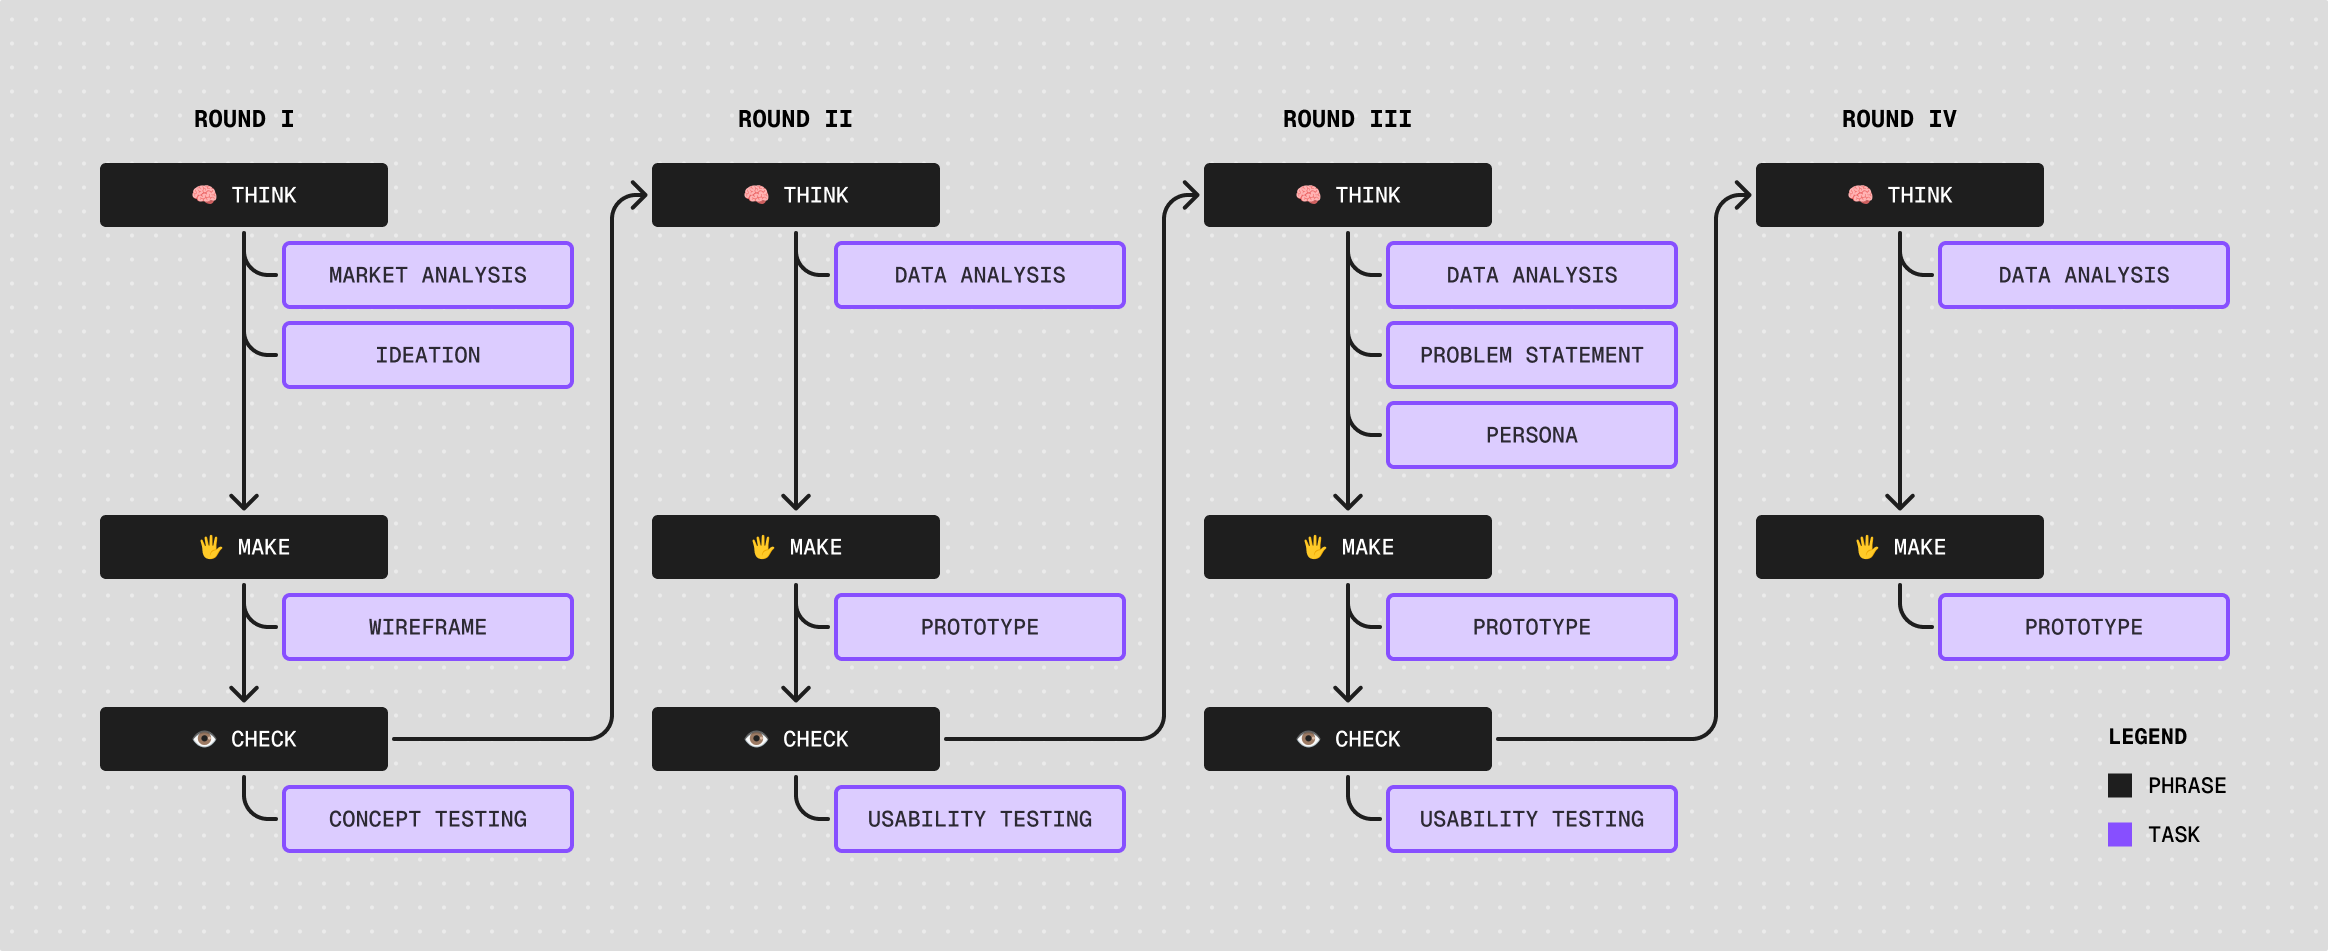 ROUND I
THINK
MARKET ANALYSIS
IDEATION
MAKE
WIREFRAME
CHECK
CONCEPT TESTING
ROUND II
THINK
DATA ANALYSIS
MAKE
PROTOTYPE
CHECK
USABILITY TESTING
ROUND III
THINK
DATA ANALYSIS
PROBLEM STATEMENT
PERSONA
MAKE
PROTOTYPE
CHECK
USABILITY TESTING
ROUND IV
THINK
DATA ANALYSIS
MAKE
PROTOTYPE
LEGEND
PHRASE
TASK